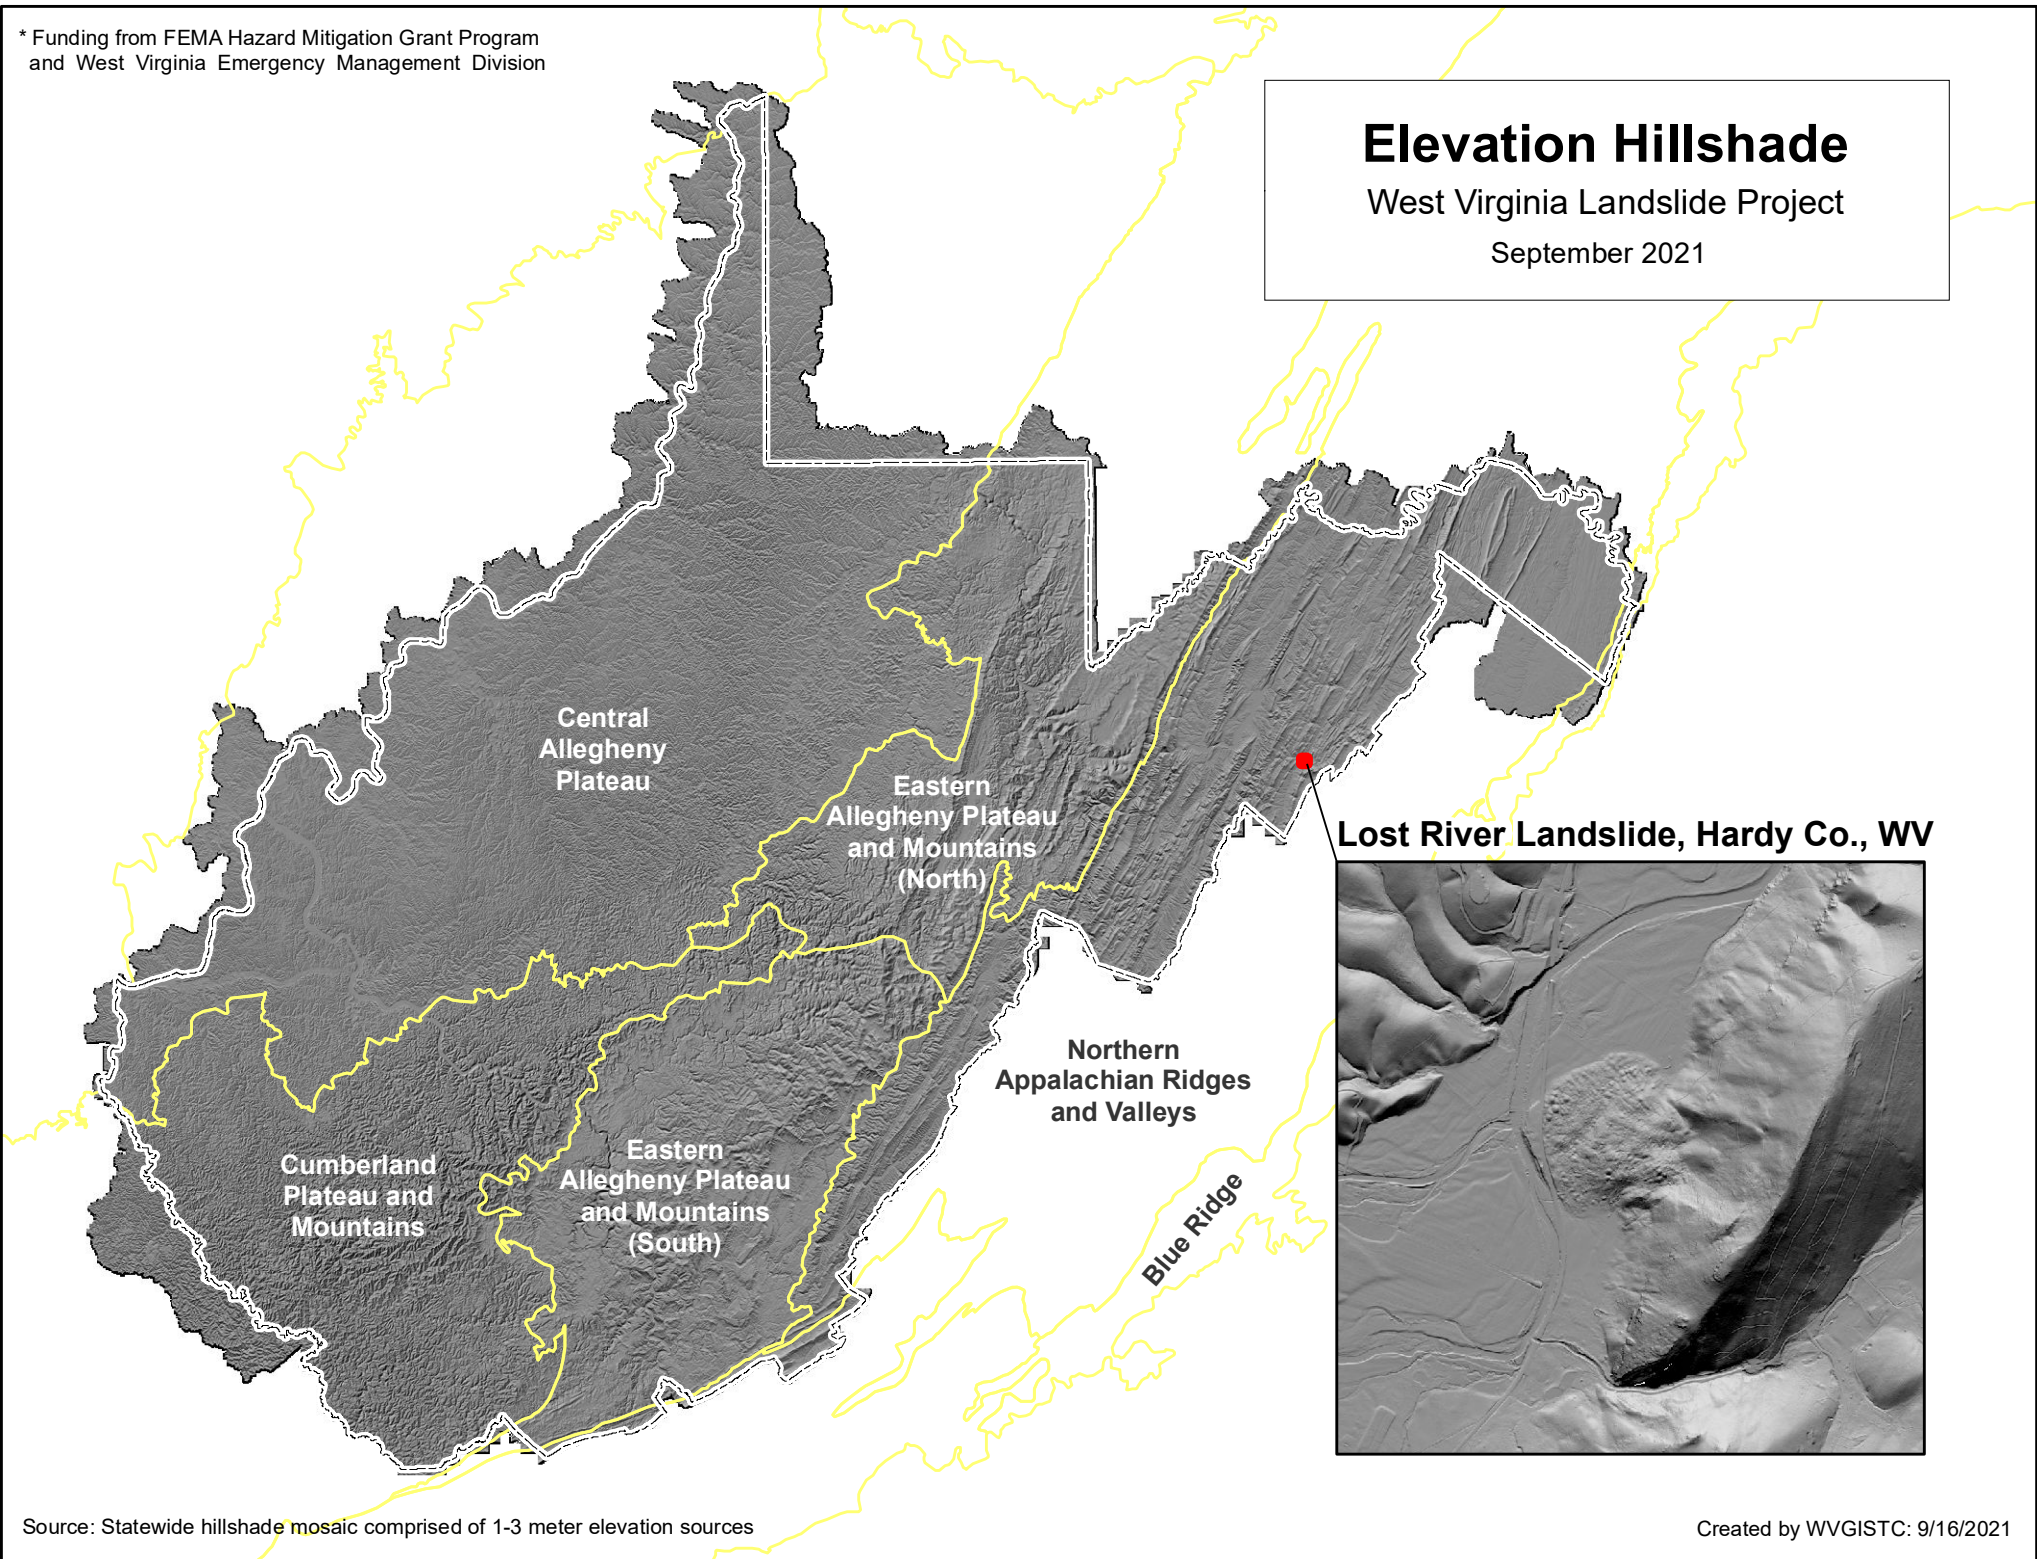 * Funding from FEMA Hazard Mitigation Grant Program
and West Virginia Emergency Management Division
Elevation Hillshade
West Virginia Landslide Project
September 2021
Central
Allegheny
Plateau
Eastern
Allegheny Plateau
and Mountains
(North)
Lost River Landslide, Hardy Co., WV
Northern
Appalachian Ridges
and Valleys
Eastern
Allegheny Plateau
and Mountains
(South)
Cumberland
Plateau and
Mountains
Blue Ridge
Source: Statewide hillshade mosaic comprised of 1-3 meter elevation sources
Created by WVGISTC: 9/16/2021